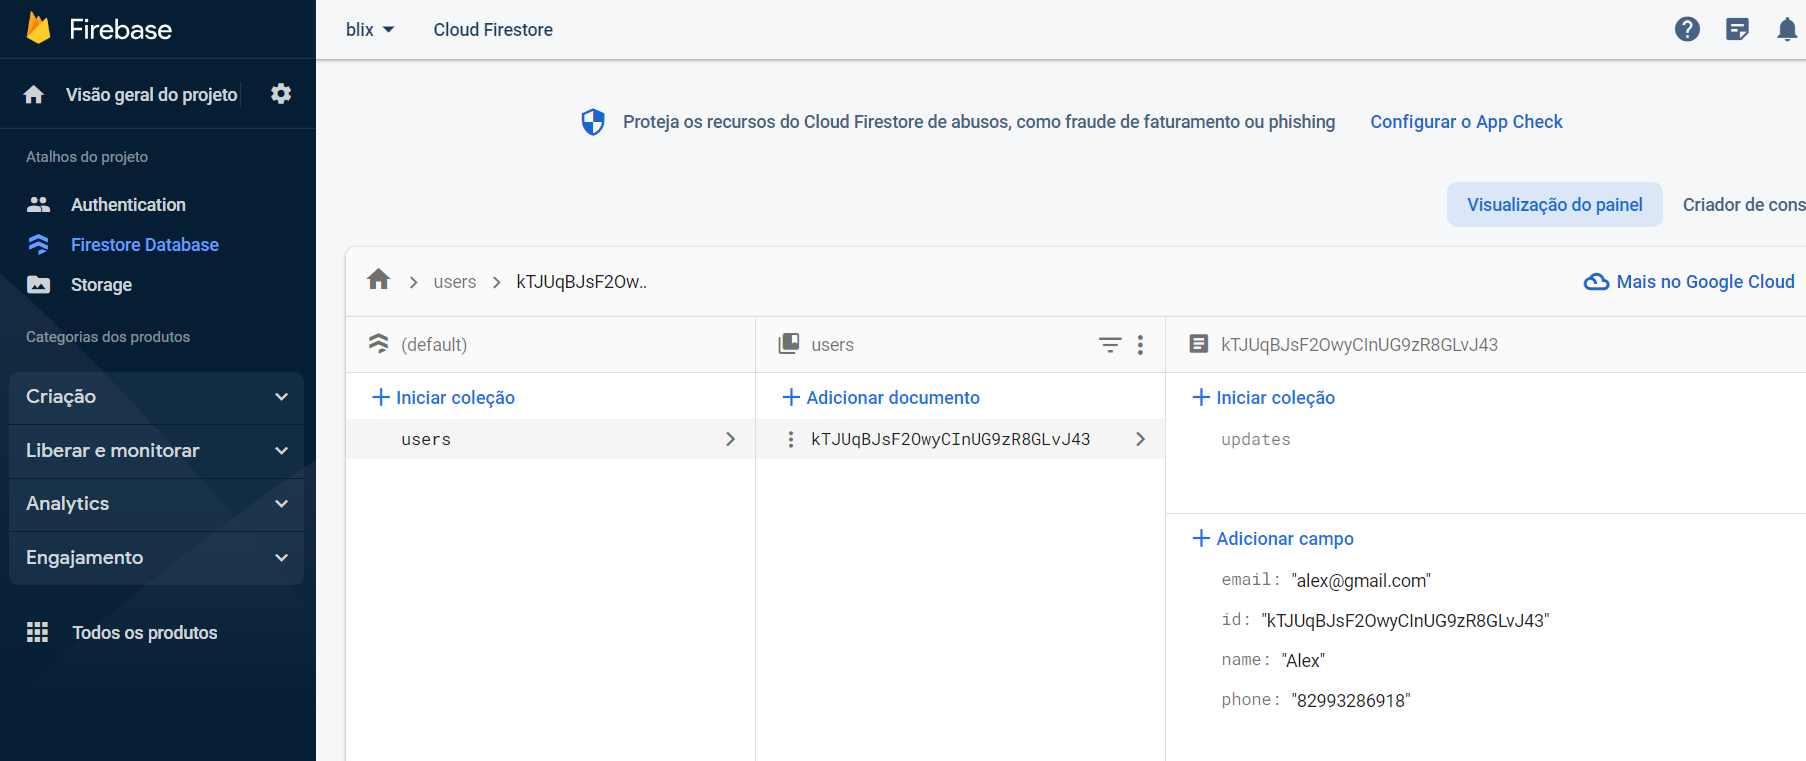 Firebase
blix
Cloud Firestore
Visão geral do projeto
Atalhos do projeto
Authentication
Firestore Database
Storage
Categorias dos produtos
Criação
Liberar e monitorar
Analytics
Engajamento
Todos os produtos
Proteja os recursos do Cloud Firestore de abusos, como fraude de faturamento ou phishing
Configurar o App Check
Visualização do painel
Criador de cons
users
kTJUqBJsF2Ow..
Mais no Google Cloud
(default)
+ Iniciar coleção
users
users
+ Adicionar documento
kTJUqBJsF2OwyCInUG9zR8GLvJ43
kTJUqBJsF2OwyCInUG9zR8GLvJ43
+ Iniciar coleção
updates
+ Adicionar campo
email: "alex@gmail.com"
id: "kTJUqBJsF2OwyCInUG9zR8GLvJ43"
name: "Alex"
phone: "82993286918"